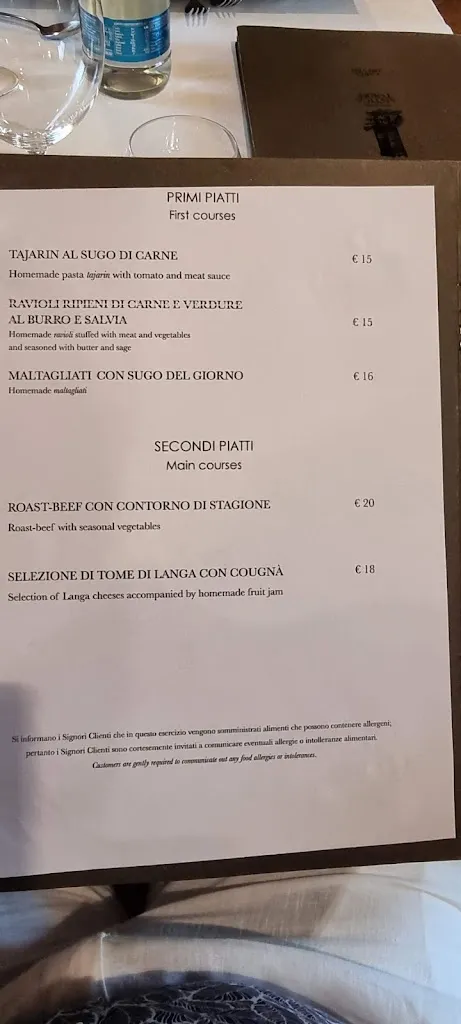 PRIMI PIATTI
First courses
TAJARIN AL SUGO DI CARNE € 15
Homemade pasta tajarin with tomato and meat sauce
RAVIOLI RIPIENI DI CARNE E VERDURE
AL BURRO E SALVIA € 15
Homemade ravioli stuffed with meat and vegetables
and seasoned with butter and sage
MALTAGLIATI CON SUGO DEL GIORNO € 16
Homemade maltagliati
SECONDI PIATTI
Main courses
ROAST-BEEF CON CONTORNO DI STAGIONE € 20
Roast-beef with seasonal vegetables
SELEZIONE DI TOME DI LANGA CON COUGNÀ € 18
Selection of Langa cheeses accompanied by homemade fruit jam
Si informano i Signori Clienti che in questo esercizio vengono somministrati alimenti che possono contenere allergeni;
pertanto i Signori Clienti sono cortesemente invitati a comunicare eventuali allergie o intolleranze alimentari.
Customers are gently required to communicate out any food allergies or intolerances.